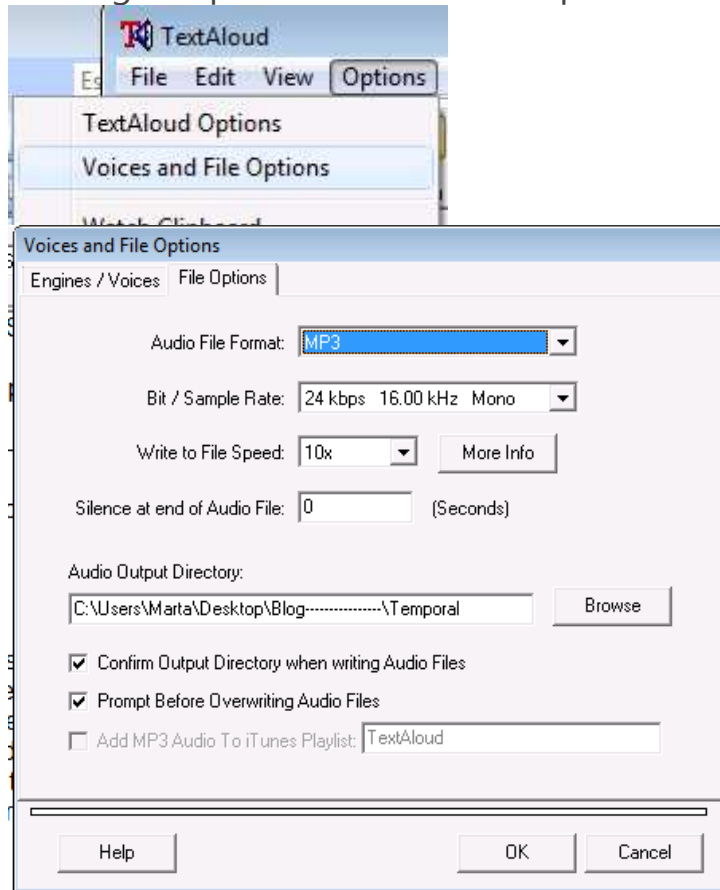 TextAloud
Es File Edit View Options
TextAloud Options
Voices and File Options
Watch Clipboard
Voices and File Options
Engines / Voices File Options
Audio File Format: MP3
Bit / Sample Rate: 24 kbps 16.00 kHz Mono
Write to File Speed: 10x More Info
Silence at end of Audio File: 0 (Seconds)
Audio Output Directory:
C:\Users\Marta\Desktop\Blog---------------\Temporal Browse
Confirm Output Directory when writing Audio Files
Prompt Before Overwriting Audio Files
Add MP3 Audio To iTunes Playlist: TextAloud
Help OK Cancel